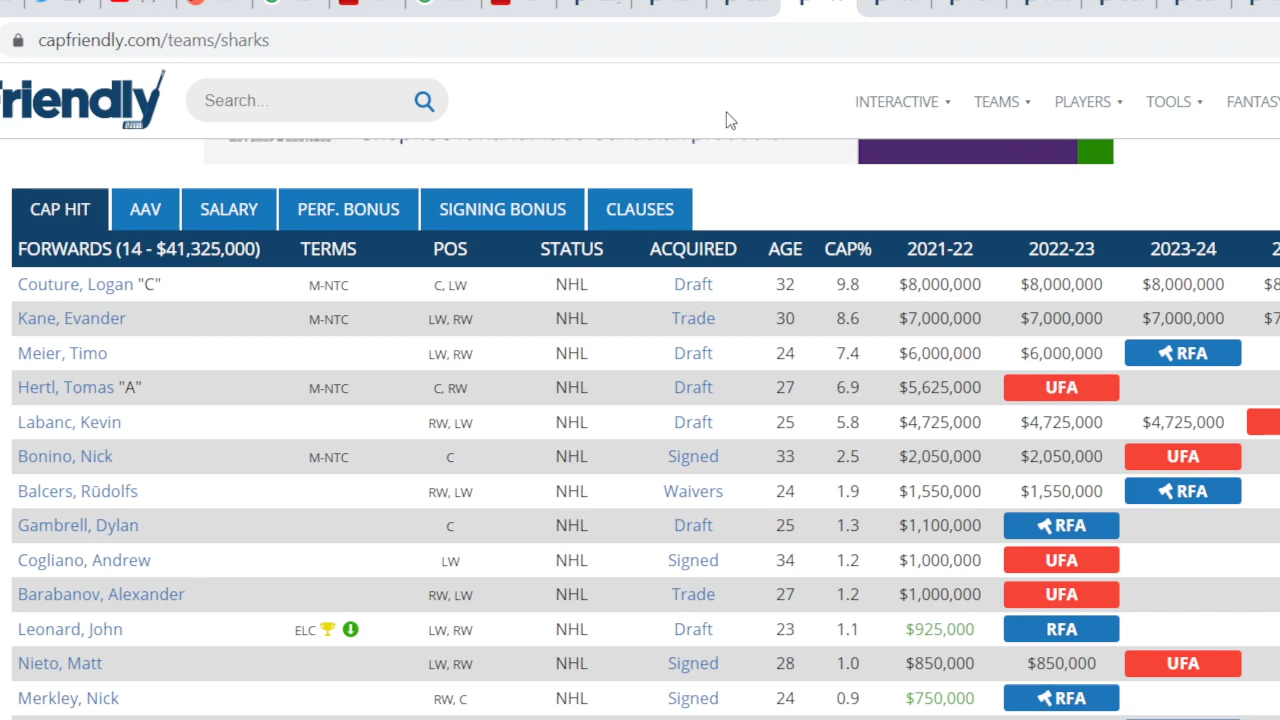 capfriendly.com/teams/sharks
riendly
Search...
INTERACTIVE ▾ TEAMS ▾ PLAYERS ▾ TOOLS ▾ FANTASY
CAP HIT AAV SALARY PERF. BONUS SIGNING BONUS CLAUSES
FORWARDS (14 - $41,325,000) TERMS POS STATUS ACQUIRED AGE CAP% 2021-22 2022-23 2023-24 2
Couture, Logan "C" M-NTC C, LW NHL Draft 32 9.8 $8,000,000 $8,000,000 $8,000,000 $8
Kane, Evander M-NTC LW, RW NHL Trade 30 8.6 $7,000,000 $7,000,000 $7,000,000 $7
Meier, Timo LW, RW NHL Draft 24 7.4 $6,000,000 $6,000,000 RFA
Hertl, Tomas "A" M-NTC C, RW NHL Draft 27 6.9 $5,625,000 UFA
Labanc, Kevin RW, LW NHL Draft 25 5.8 $4,725,000 $4,725,000 $4,725,000
Bonino, Nick M-NTC C NHL Signed 33 2.5 $2,050,000 $2,050,000 UFA
Balcers, Rūdolfs RW, LW NHL Waivers 24 1.9 $1,550,000 $1,550,000 RFA
Gambrell, Dylan C NHL Draft 25 1.3 $1,100,000 RFA
Cogliano, Andrew LW NHL Signed 34 1.2 $1,000,000 UFA
Barabanov, Alexander RW, LW NHL Trade 27 1.2 $1,000,000 UFA
Leonard, John ELC LW, RW NHL Draft 23 1.1 $925,000 RFA
Nieto, Matt LW, RW NHL Signed 28 1.0 $850,000 $850,000 UFA
Merkley, Nick RW, C NHL Signed 24 0.9 $750,000 RFA